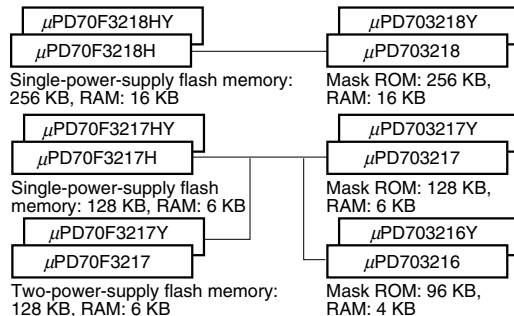 μPD70F3218HY
μPD70F3218H
Single-power-supply flash memory:
256 KB, RAM: 16 KB
μPD703218Y
μPD703218
Mask ROM: 256 KB,
RAM: 16 KB
μPD70F3217HY
μPD70F3217H
Single-power-supply flash
memory: 128 KB, RAM: 6 KB
μPD703217Y
μPD703217
Mask ROM: 128 KB,
RAM: 6 KB
μPD70F3217Y
μPD70F3217
Two-power-supply flash memory:
128 KB, RAM: 6 KB
μPD703216Y
μPD703216
Mask ROM: 96 KB,
RAM: 4 KB